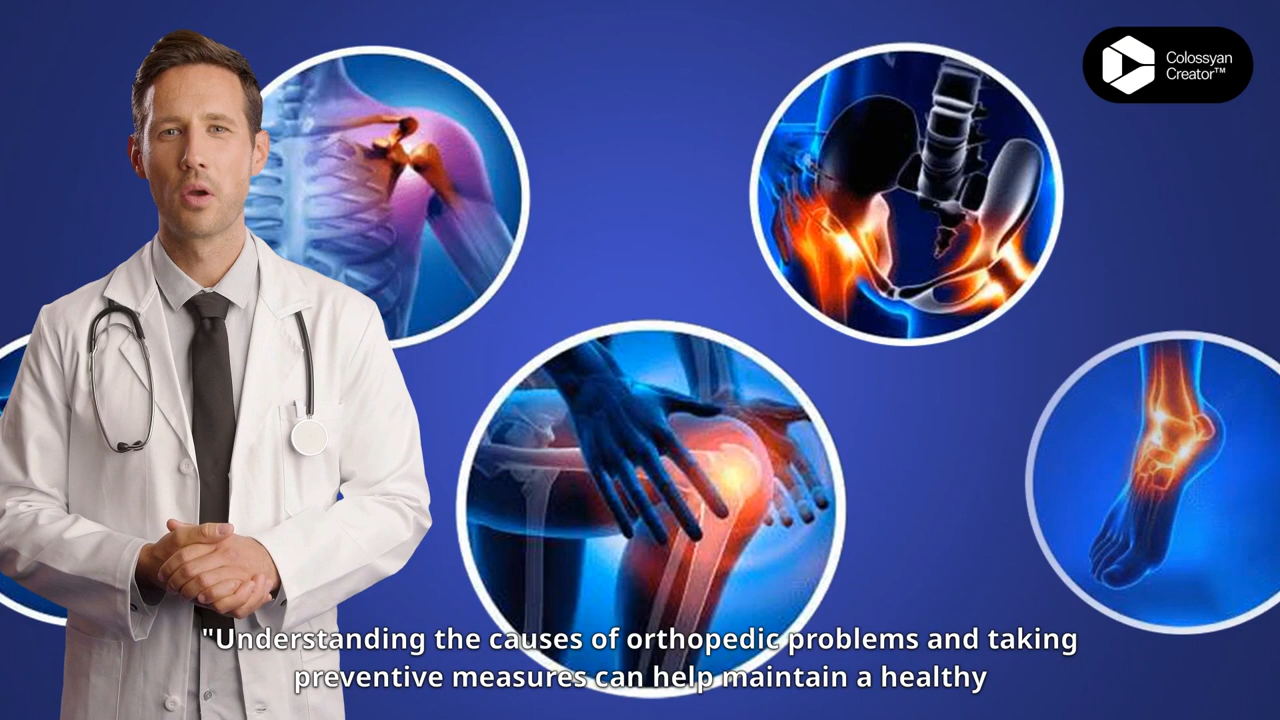 Colossyan
Creator™
"Understanding the causes of orthopedic problems and taking
preventive measures can help maintain a healthy